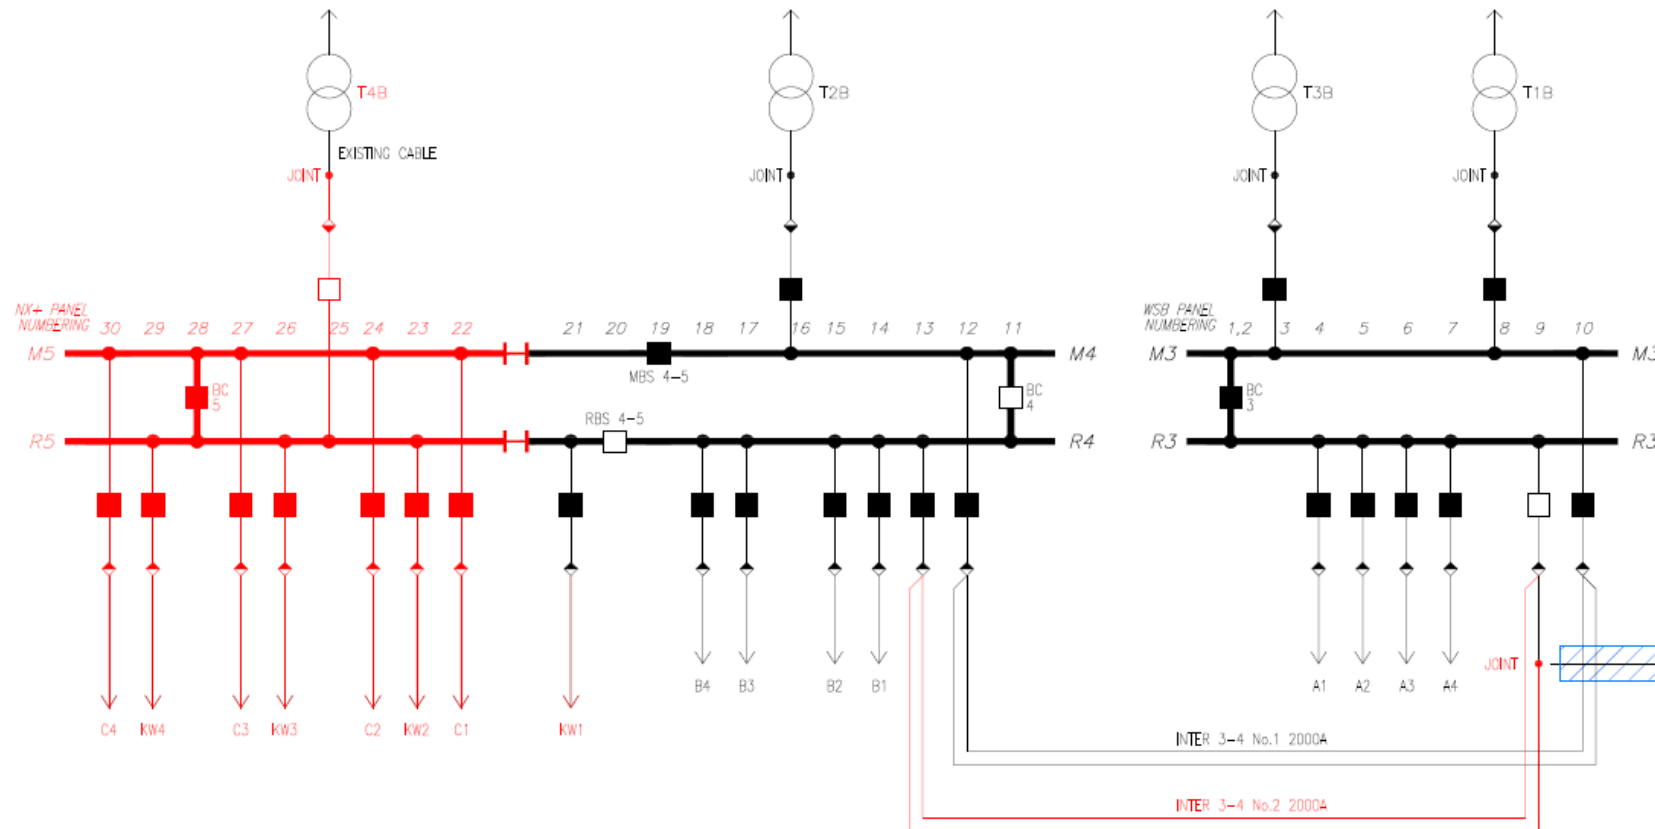 T4B
T2B
T3B
T1B
EXISTING CABLE
JOINT
JOINT
JOINT
JOINT
NX+ PANEL
NUMBERING
30 29 28 27 26 25 24 23 22 21 20 19 18 17 16 15 14 13 12 11
WSB PANEL
NUMBERING
1,2 3 4 5 6 7 8 9 10
M5
M4
M3
M3
MBS 4-5
BC
5
BC
4
BC
3
RBS 4-5
R5
R4
R3
R3
JOINT
B4 B3 B2 B1
A1 A2 A3 A4
C4 KW4 C3 KW3 C2 KW2 C1 KW1
INTER 3-4 No.1 2000A
INTER 3-4 No.2 2000A